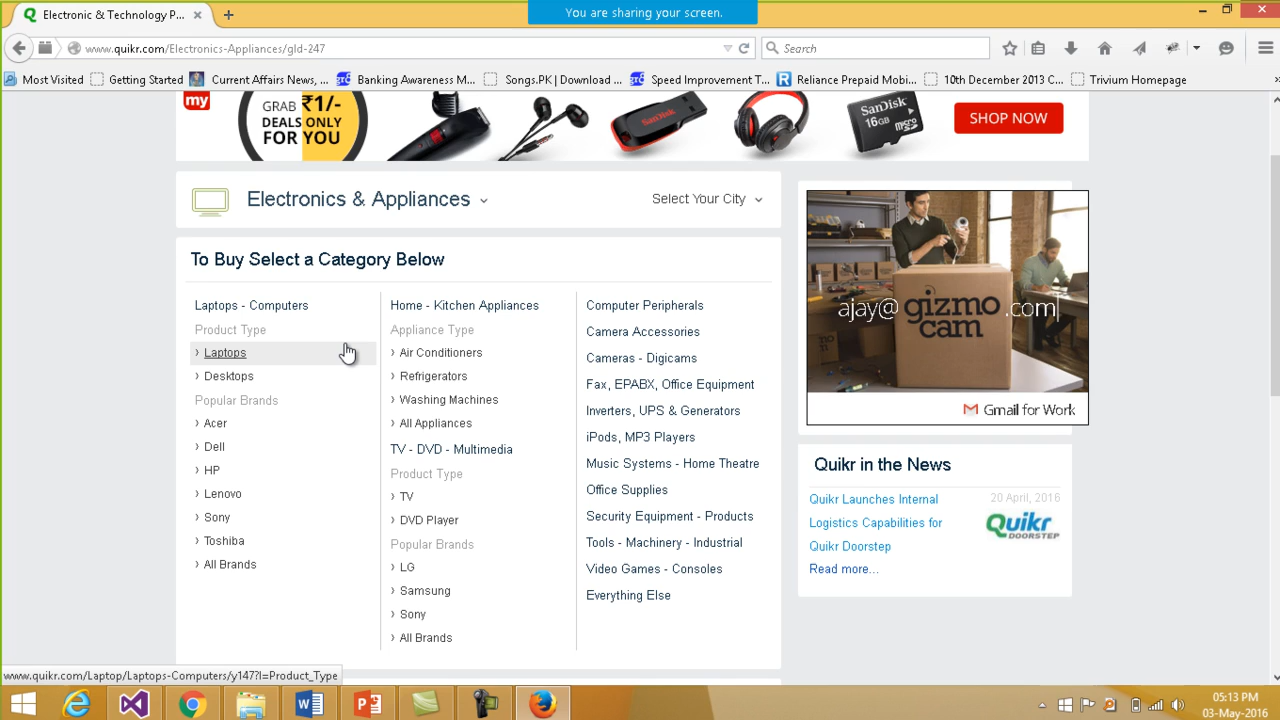 Electronic & Technology P...
You are sharing your screen.
www.quikr.com/Electronics-Appliances/gld-247
Search
Most Visited
Getting Started
Current Affairs News, ...
Banking Awareness M...
Songs.PK | Download ...
Speed Improvement T...
Reliance Prepaid Mobi...
10th December 2013 C...
Trivium Homepage
my
GRAB ₹1/-
DEALS ONLY
FOR YOU
SanDisk
SanDisk
16GB
micro
SHOP NOW
Electronics & Appliances
Select Your City
To Buy Select a Category Below
Laptops - Computers
Product Type
Laptops
Desktops
Popular Brands
Acer
Dell
HP
Lenovo
Sony
Toshiba
All Brands
Home - Kitchen Appliances
Appliance Type
Air Conditioners
Refrigerators
Washing Machines
All Appliances
TV - DVD - Multimedia
Product Type
TV
DVD Player
Popular Brands
LG
Samsung
Sony
All Brands
Computer Peripherals
Camera Accessories
Cameras - Digicams
Fax, EPABX, Office Equipment
Inverters, UPS & Generators
iPods, MP3 Players
Music Systems - Home Theatre
Office Supplies
Security Equipment - Products
Tools - Machinery - Industrial
Video Games - Consoles
Everything Else
ajay@gizmo cam.com
Gmail for Work
Quikr in the News
Quikr Launches Internal
Logistics Capabilities for
Quikr Doorstep
Read more...
20 April, 2016
Quikr
DOORSTEP
www.quikr.com/Laptop/Laptops-Computers/y147?I=Product_Type
05:13 PM
03-May-2016